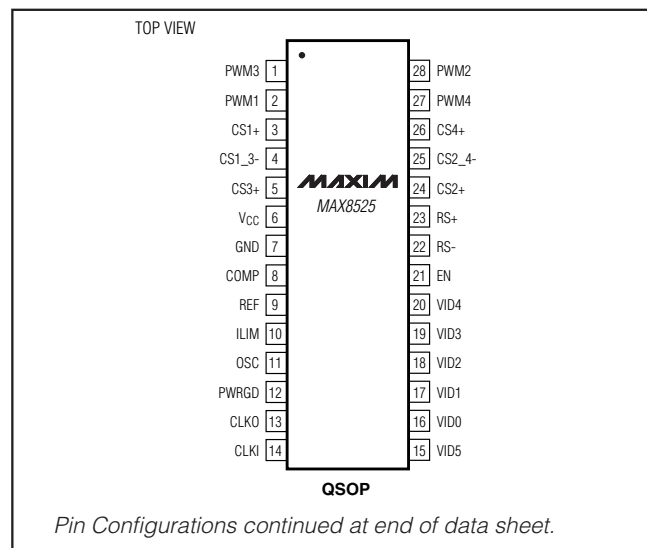 TOP VIEW
PWM3 1 28 PWM2
PWM1 2 27 PWM4
CS1+ 3 26 CS4+
CS1_3- 4 25 CS2_4-
CS3+ 5 MAXIM 24 CS2+
VCC 6 MAX8525 23 RS+
GND 7 22 RS-
COMP 8 21 EN
REF 9 20 VID4
ILIM 10 19 VID3
OSC 11 18 VID2
PWRGD 12 17 VID1
CLKO 13 16 VID0
CLKI 14 15 VID5
QSOP
Pin Configurations continued at end of data sheet.